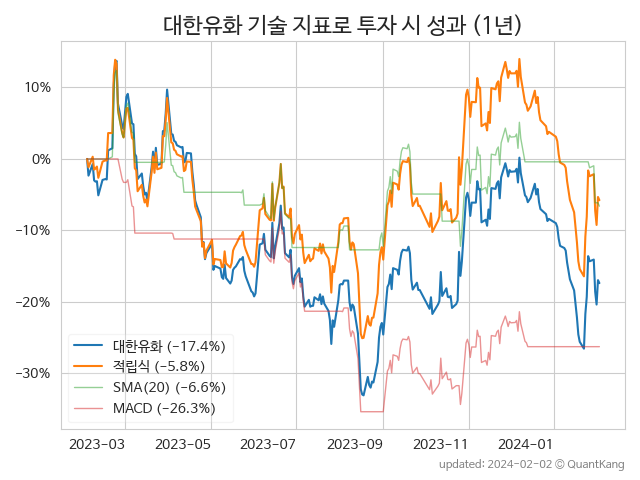 대한유화 기술 지표로 투자 시 성과 (1년)
10%
0%
−10%
−20%
−30%
대한유화 (−17.4%)
적립식 (−5.8%)
SMA(20) (−6.6%)
MACD (−26.3%)
2023−03 2023−05 2023−07 2023−09 2023−11 2024−01
updated: 2024−02−02 © QuantKang